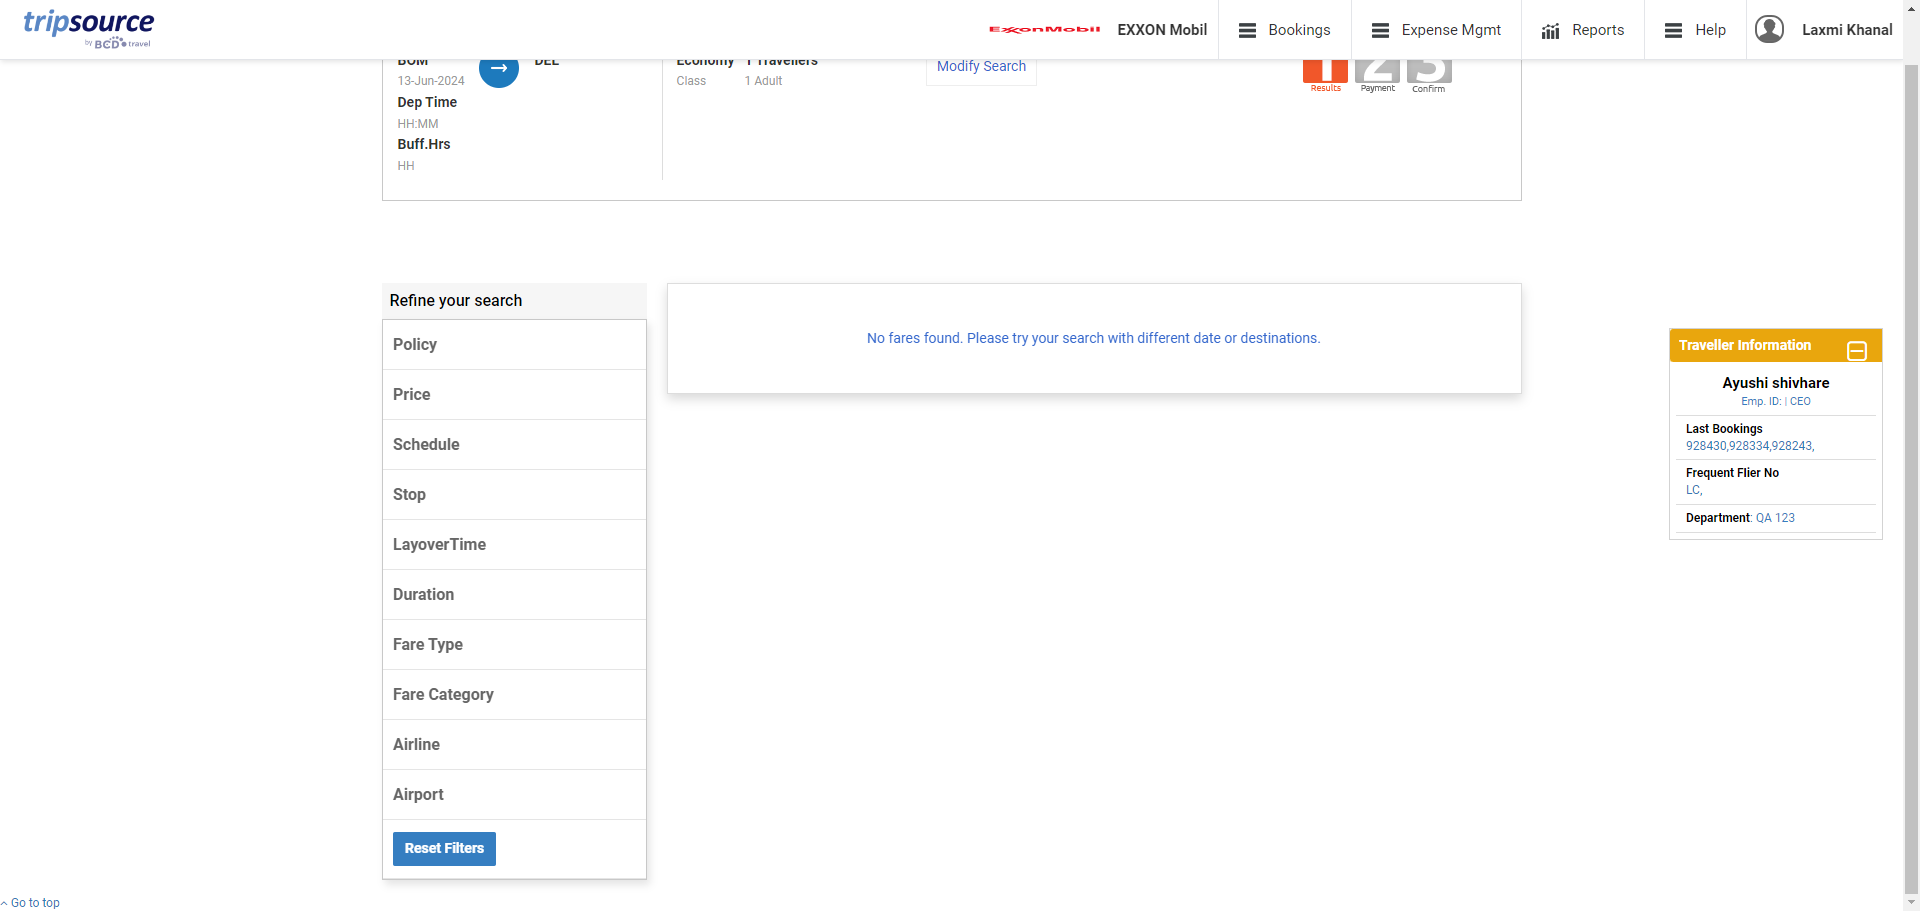 tripsource
by BCD travel
ExxonMobil
EXXON Mobil
Bookings
Expense Mgmt
Reports
Help
Laxmi Khanal
BOM
DEL
Economy
1 Travellers
Modify Search
13-Jun-2024
Class
1 Adult
Results
Payment
Confirm
1
2
3
Dep Time
HH:MM
Buff.Hrs
HH
Refine your search
Policy
Price
Schedule
Stop
LayoverTime
Duration
Fare Type
Fare Category
Airline
Airport
Reset Filters
No fares found. Please try your search with different date or destinations.
Traveller Information
Ayushi shivhare
Emp. ID: | CEO
Last Bookings
928430,928334,928243,
Frequent Flier No
LC,
Department: QA 123
Go to top